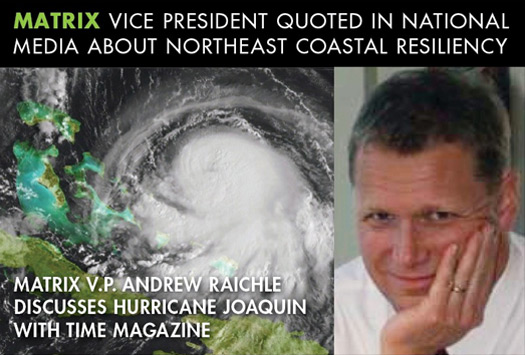 MATRIX VICE PRESIDENT QUOTED IN NATIONAL
MEDIA ABOUT NORTHEAST COASTAL RESILIENCY
MATRIX V.P. ANDREW RAICHLE
DISCUSSES HURRICANE JOAQUIN
WITH TIME MAGAZINE